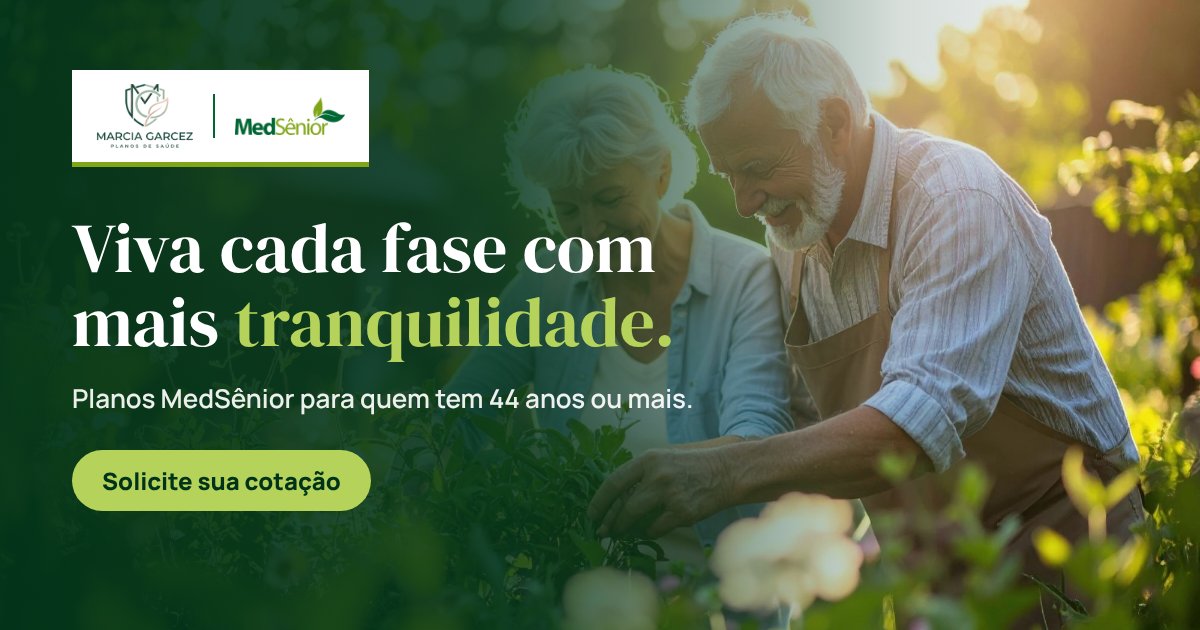 MARCIA GARCEZ
PLANOS DE SAÚDE
MedSênior
Viva cada fase com
mais tranquilidade.
Planos MedSênior para quem tem 44 anos ou mais.
Solicite sua cotação